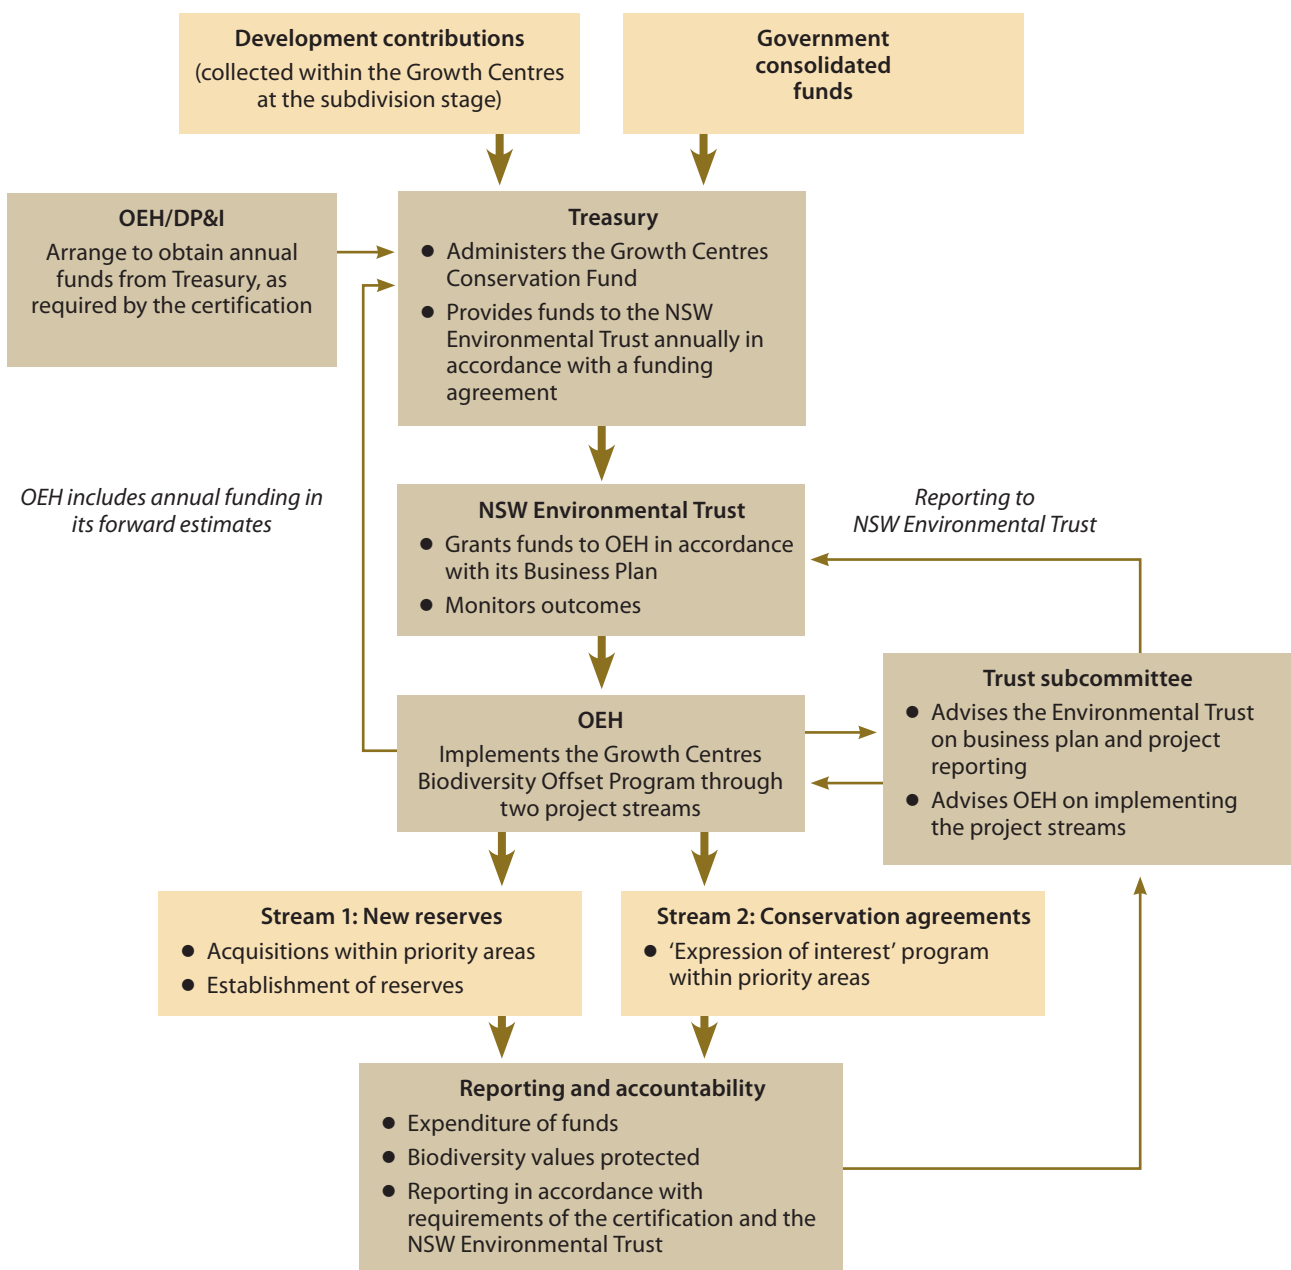 Development contributions
(collected within the Growth Centres
at the subdivision stage)
Government
consolidated
funds
OEH/DP&I
Arrange to obtain annual
funds from Treasury, as
required by the certification
Treasury
● Administers the Growth Centres
Conservation Fund
● Provides funds to the NSW
Environmental Trust annually in
accordance with a funding
agreement
OEH includes annual funding in
its forward estimates
NSW Environmental Trust
● Grants funds to OEH in accordance
with its Business Plan
● Monitors outcomes
Reporting to
NSW Environmental Trust
OEH
Implements the Growth Centres
Biodiversity Offset Program through
two project streams
Trust subcommittee
● Advises the Environmental Trust
on business plan and project
reporting
● Advises OEH on implementing
the project streams
Stream 1: New reserves
● Acquisitions within priority areas
● Establishment of reserves
Stream 2: Conservation agreements
● ‘Expression of interest’ program
within priority areas
Reporting and accountability
● Expenditure of funds
● Biodiversity values protected
● Reporting in accordance with
requirements of the certification and the
NSW Environmental Trust